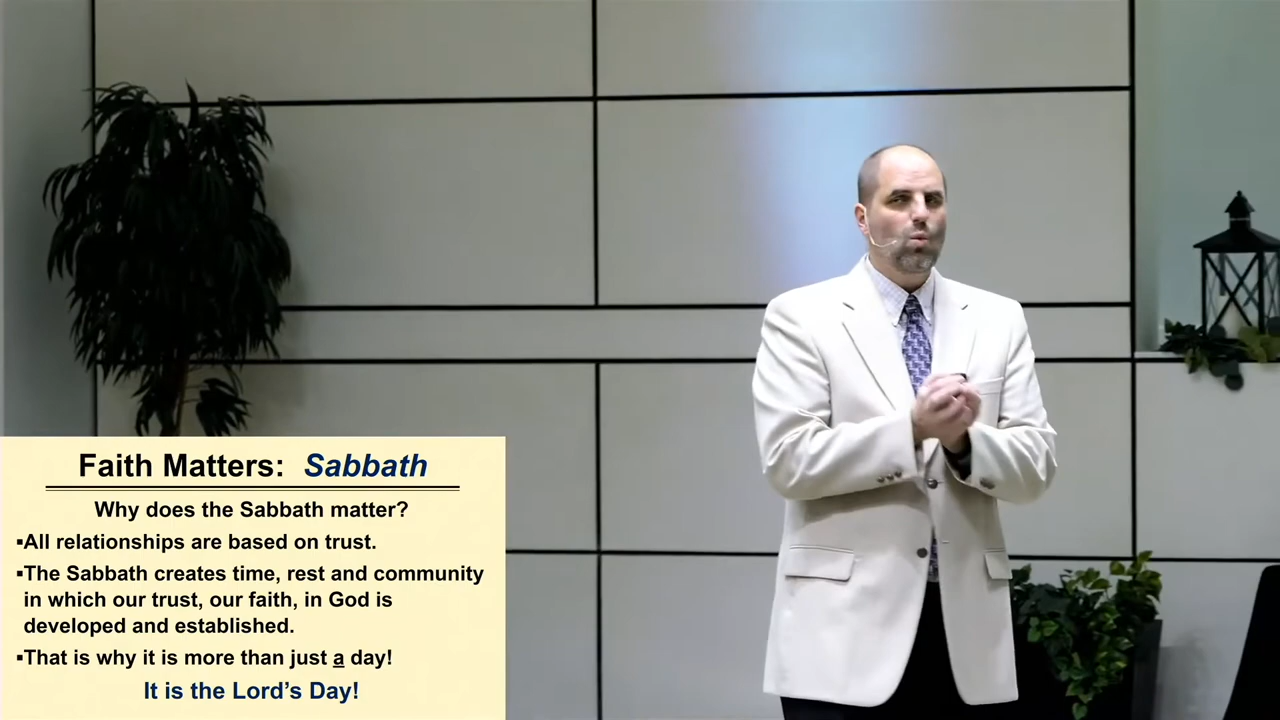 Faith Matters: Sabbath
Why does the Sabbath matter?
▪All relationships are based on trust.
▪The Sabbath creates time, rest and community
in which our trust, our faith, in God is
developed and established.
▪That is why it is more than just a day!
It is the Lord’s Day!